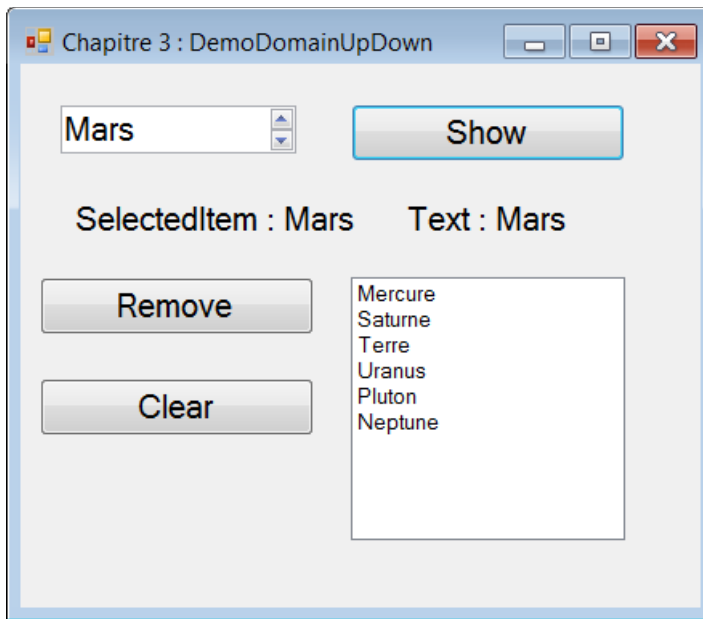 Chapitre 3 : DemoDomainUpDown
Mars
Show
SelectedItem : Mars
Text : Mars
Remove
Clear
Mercure
Saturne
Terre
Uranus
Pluton
Neptune